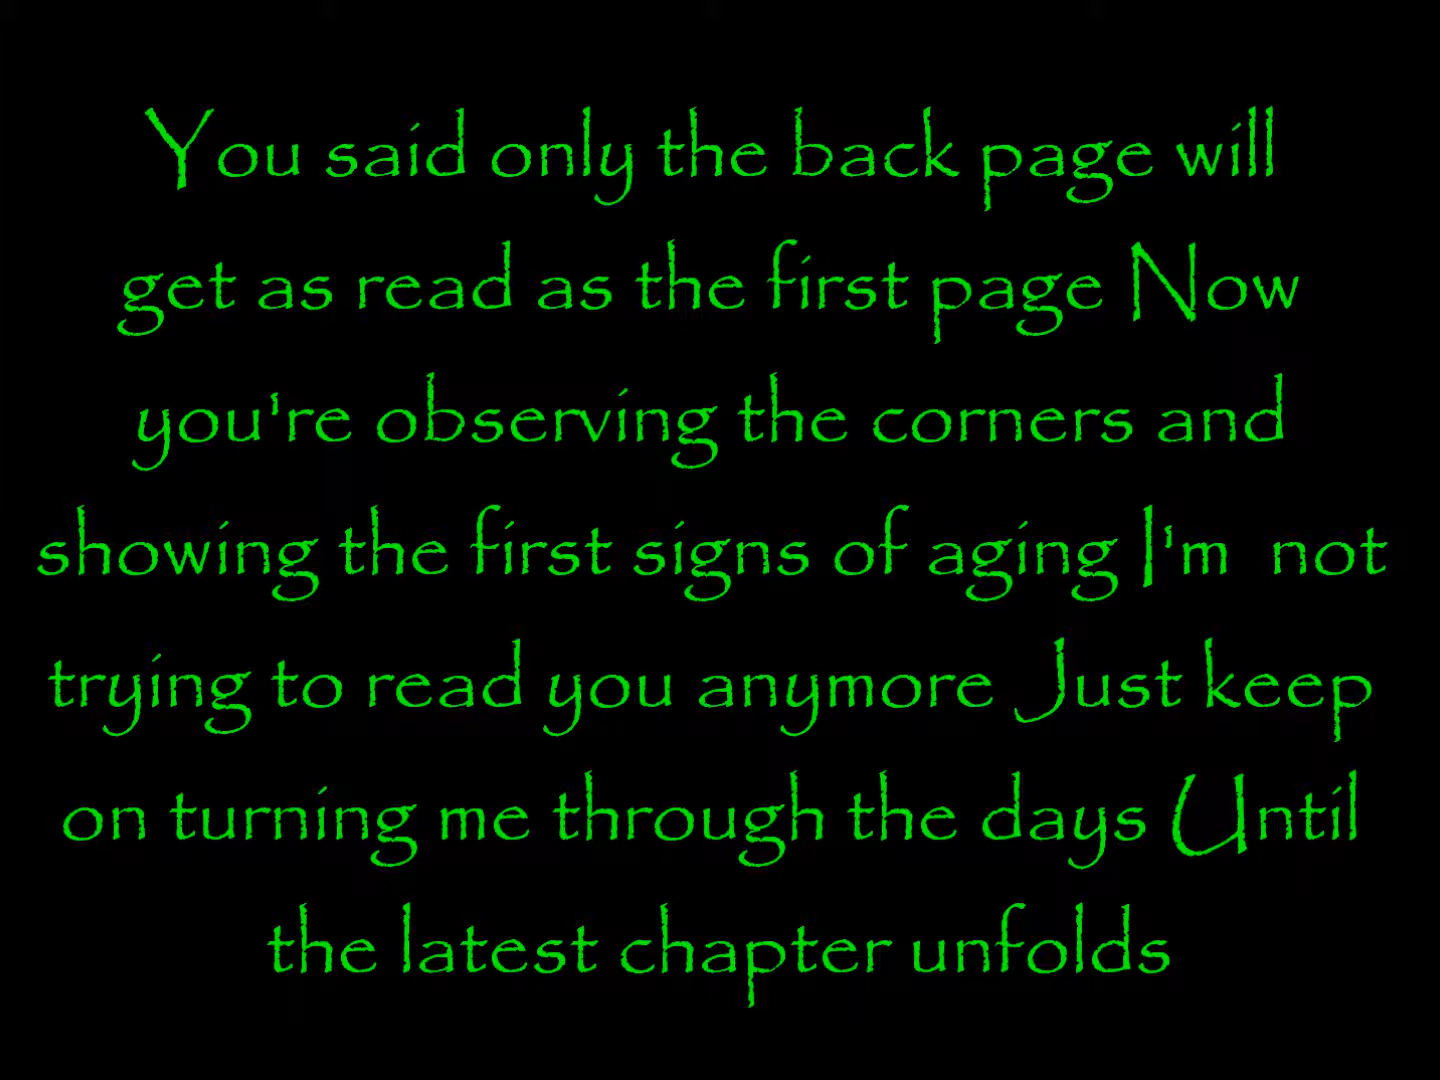 You said only the back page will
get as read as the first page Now
you're observing the corners and
showing the first signs of aging I'm not
trying to read you anymore Just keep
on turning me through the days Until
the latest chapter unfolds